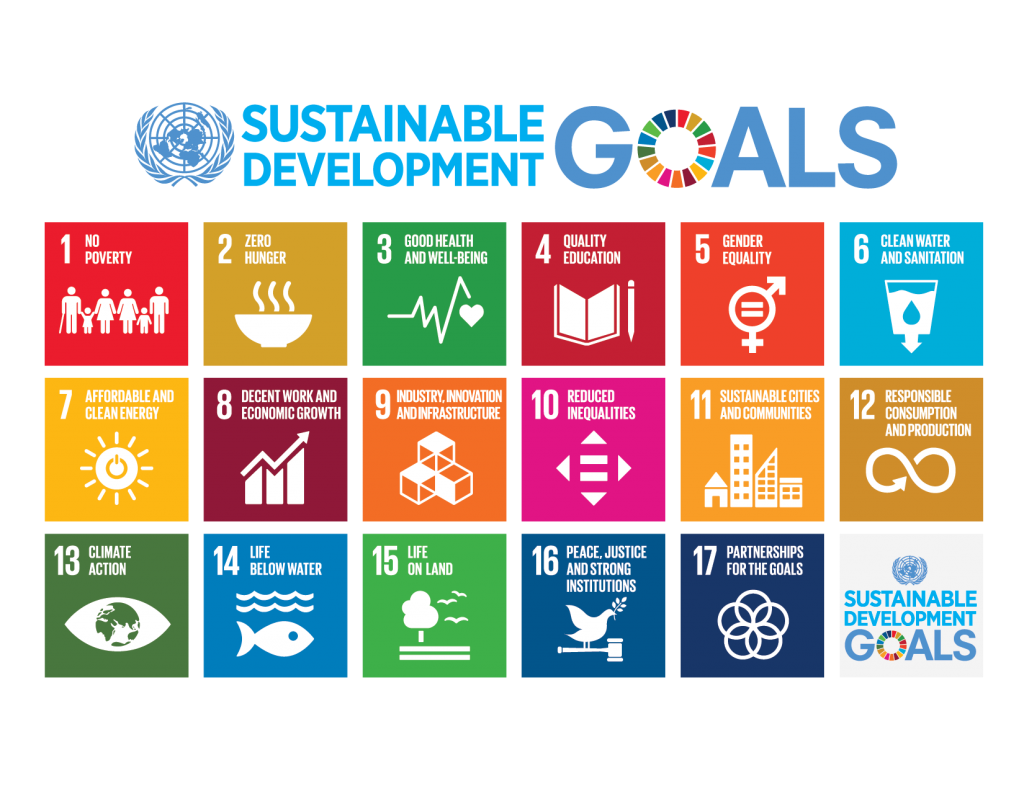 SUSTAINABLE
DEVELOPMENT
GOALS
1 NO
POVERTY
2 ZERO
HUNGER
3 GOOD HEALTH
AND WELL-BEING
4 QUALITY
EDUCATION
5 GENDER
EQUALITY
6 CLEAN WATER
AND SANITATION
7 AFFORDABLE AND
CLEAN ENERGY
8 DECENT WORK AND
ECONOMIC GROWTH
9 INDUSTRY, INNOVATION
AND INFRASTRUCTURE
10 REDUCED
INEQUALITIES
11 SUSTAINABLE CITIES
AND COMMUNITIES
12 RESPONSIBLE
CONSUMPTION
AND PRODUCTION
13 CLIMATE
ACTION
14 LIFE
BELOW WATER
15 LIFE
ON LAND
16 PEACE, JUSTICE
AND STRONG
INSTITUTIONS
17 PARTNERSHIPS
FOR THE GOALS
SUSTAINABLE
DEVELOPMENT
GOALS